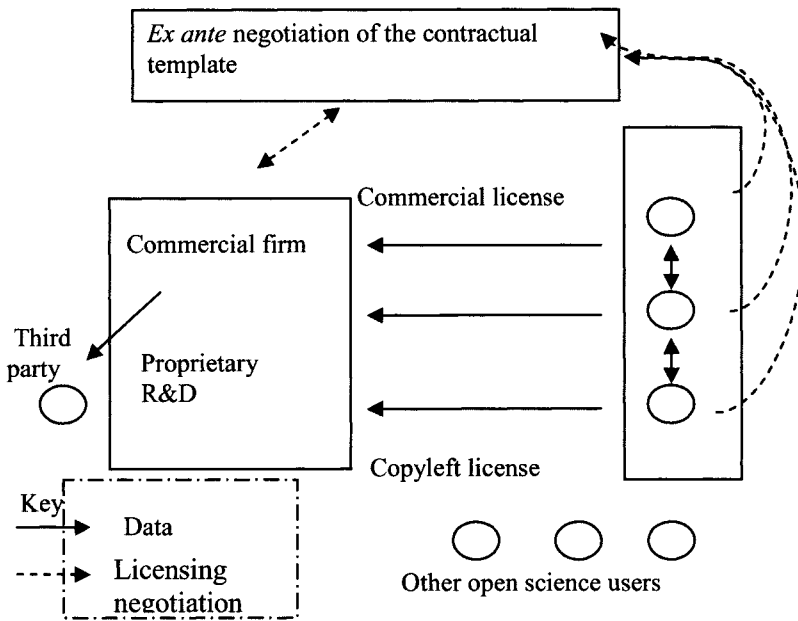 Ex ante negotiation of the contractual
template
Commercial license
Commercial firm
Third
party
Proprietary
R&D
Copyleft license
Key
Data
Licensing
negotiation
Other open science users